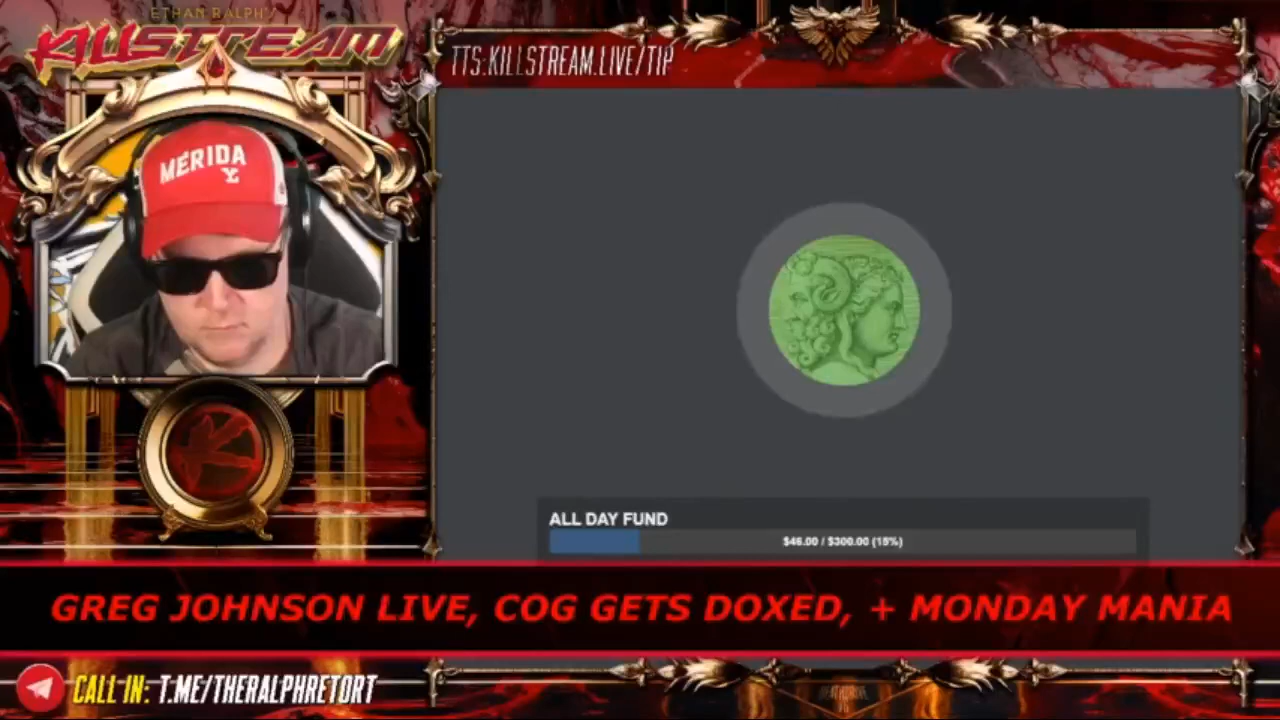 ETHAN RALPH'S
KILLSTREAM
TTS:KILLSTREAM.LIVE/TIP
MÉRIDA
ALL DAY FUND
$46.00 / $300.00 (15%)
GREG JOHNSON LIVE, COG GETS DOXED, + MONDAY MANIA
CALL IN: T.ME/THERALPHRETORT